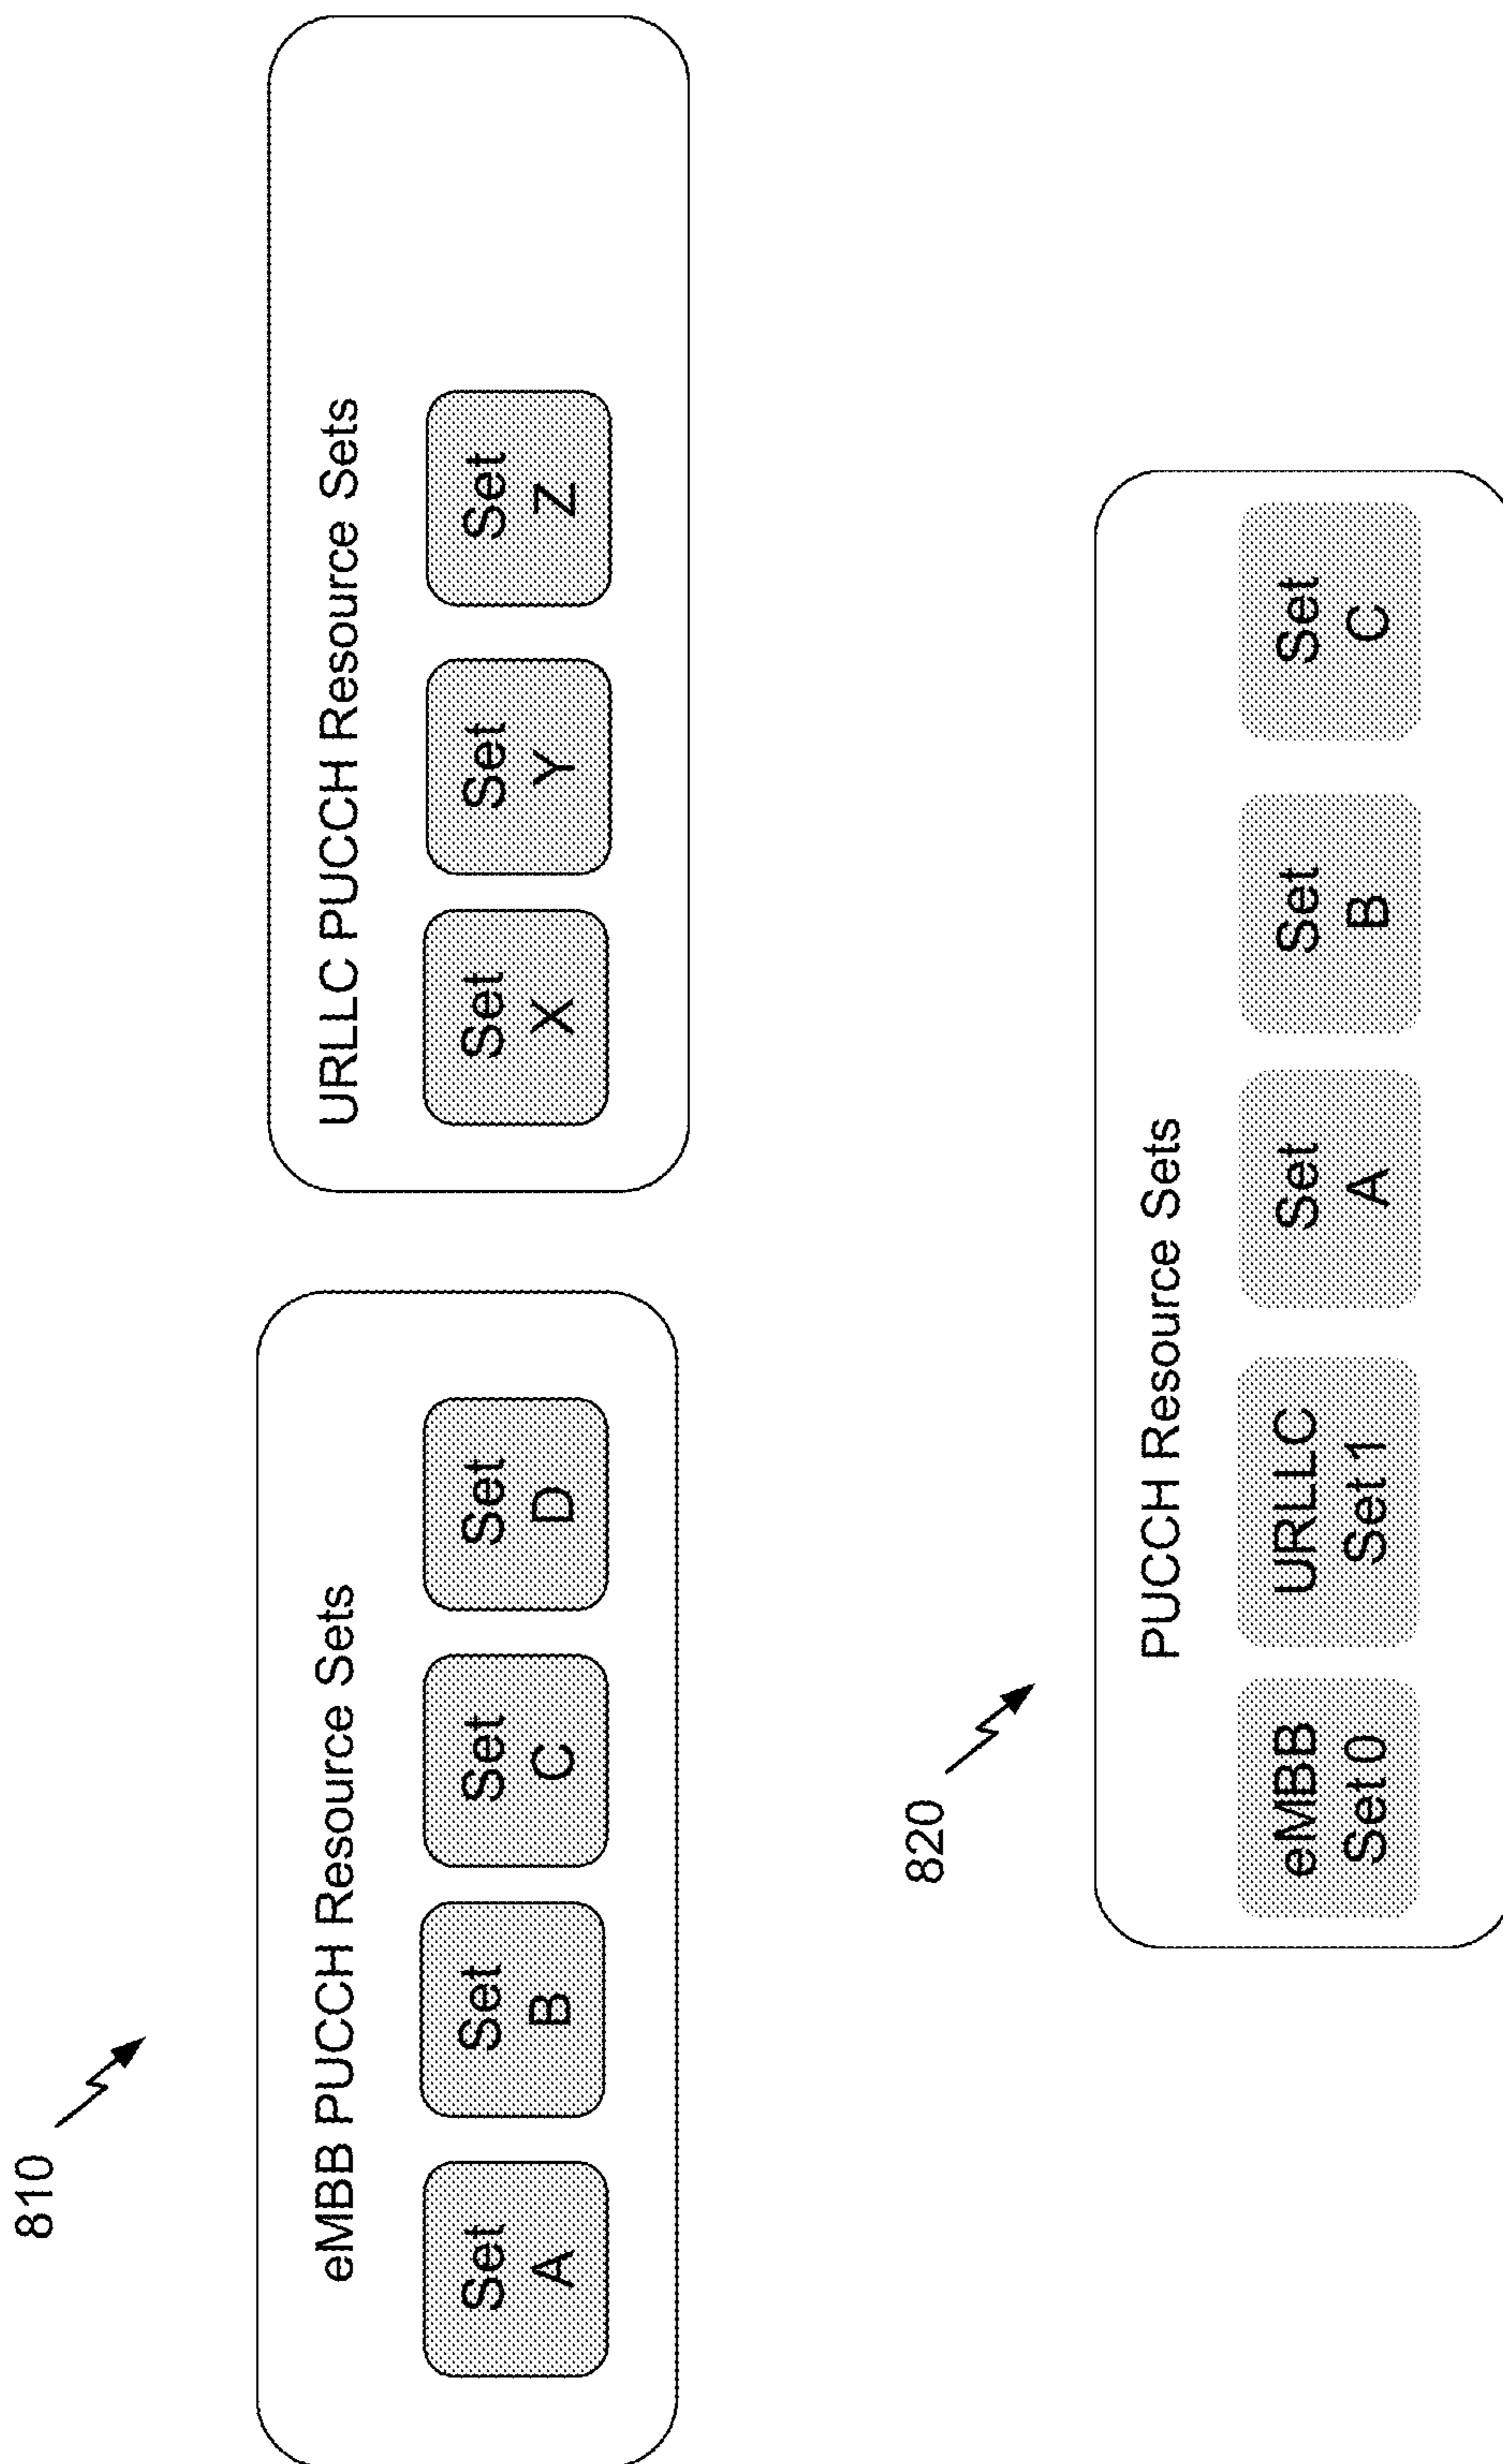 810
eMBB PUCCH Resource Sets
Set
A
Set
B
Set
C
Set
D
URLLC PUCCH Resource Sets
Set
X
Set
Y
Set
Z
820
PUCCH Resource Sets
eMBB
Set 0
URLLC
Set 1
Set
A
Set
B
Set
C